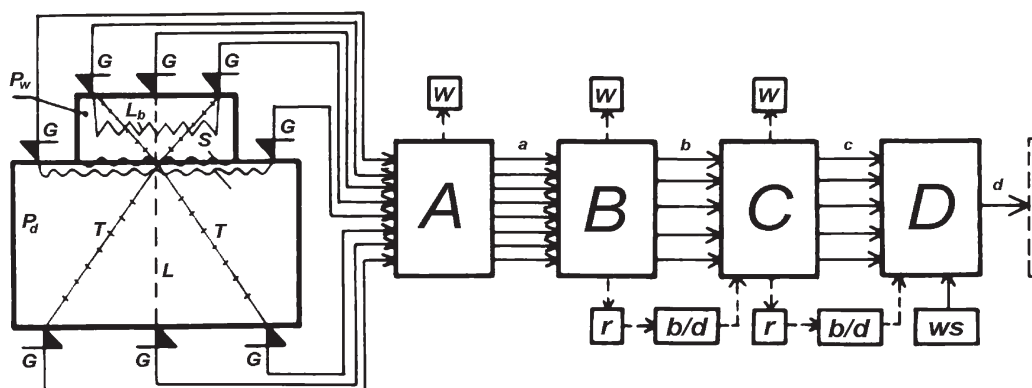 G G G
P_w
L_b
G S G
w w w
a b c
A B C D
d
P_d
T T
L
r b/d r b/d ws
G G G